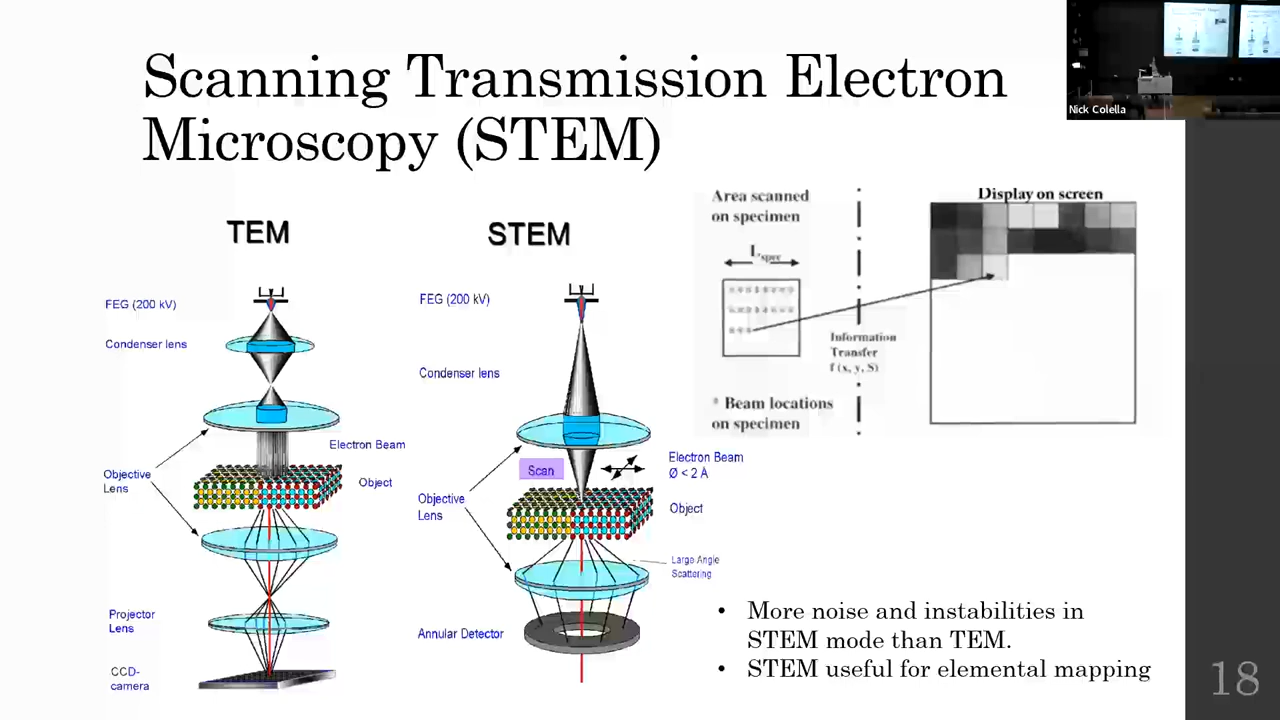 Scanning Transmission Electron
Microscopy (STEM)
Nick Colella
TEM
FEG (200 kV)
Condenser lens
Electron Beam
Objective
Lens
Object
Projector
Lens
CCD-
camera
STEM
FEG (200 kV)
Condenser lens
Scan
Electron Beam
Ø < 2 A
Objective
Lens
Object
Large Angle
Scattering
Annular Detector
Area scanned
on specimen
Lspec
Display on screen
Information
Transfer
f (x, y, S)
* Beam locations
on specimen
• More noise and instabilities in
STEM mode than TEM.
• STEM useful for elemental mapping
18